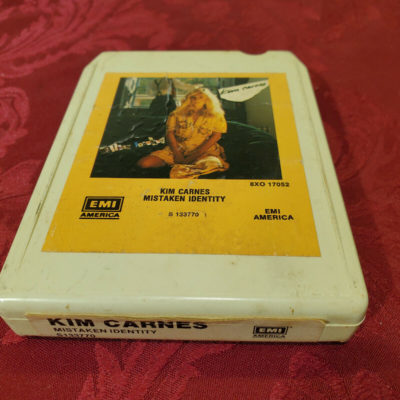 Kim Carnes
8XO 17052
KIM CARNES
MISTAKEN IDENTITY
S 133770
EMI
AMERICA
EMI
AMERICA
KIM CARNES
MISTAKEN IDENTITY
S133770
EMI
AMERICA